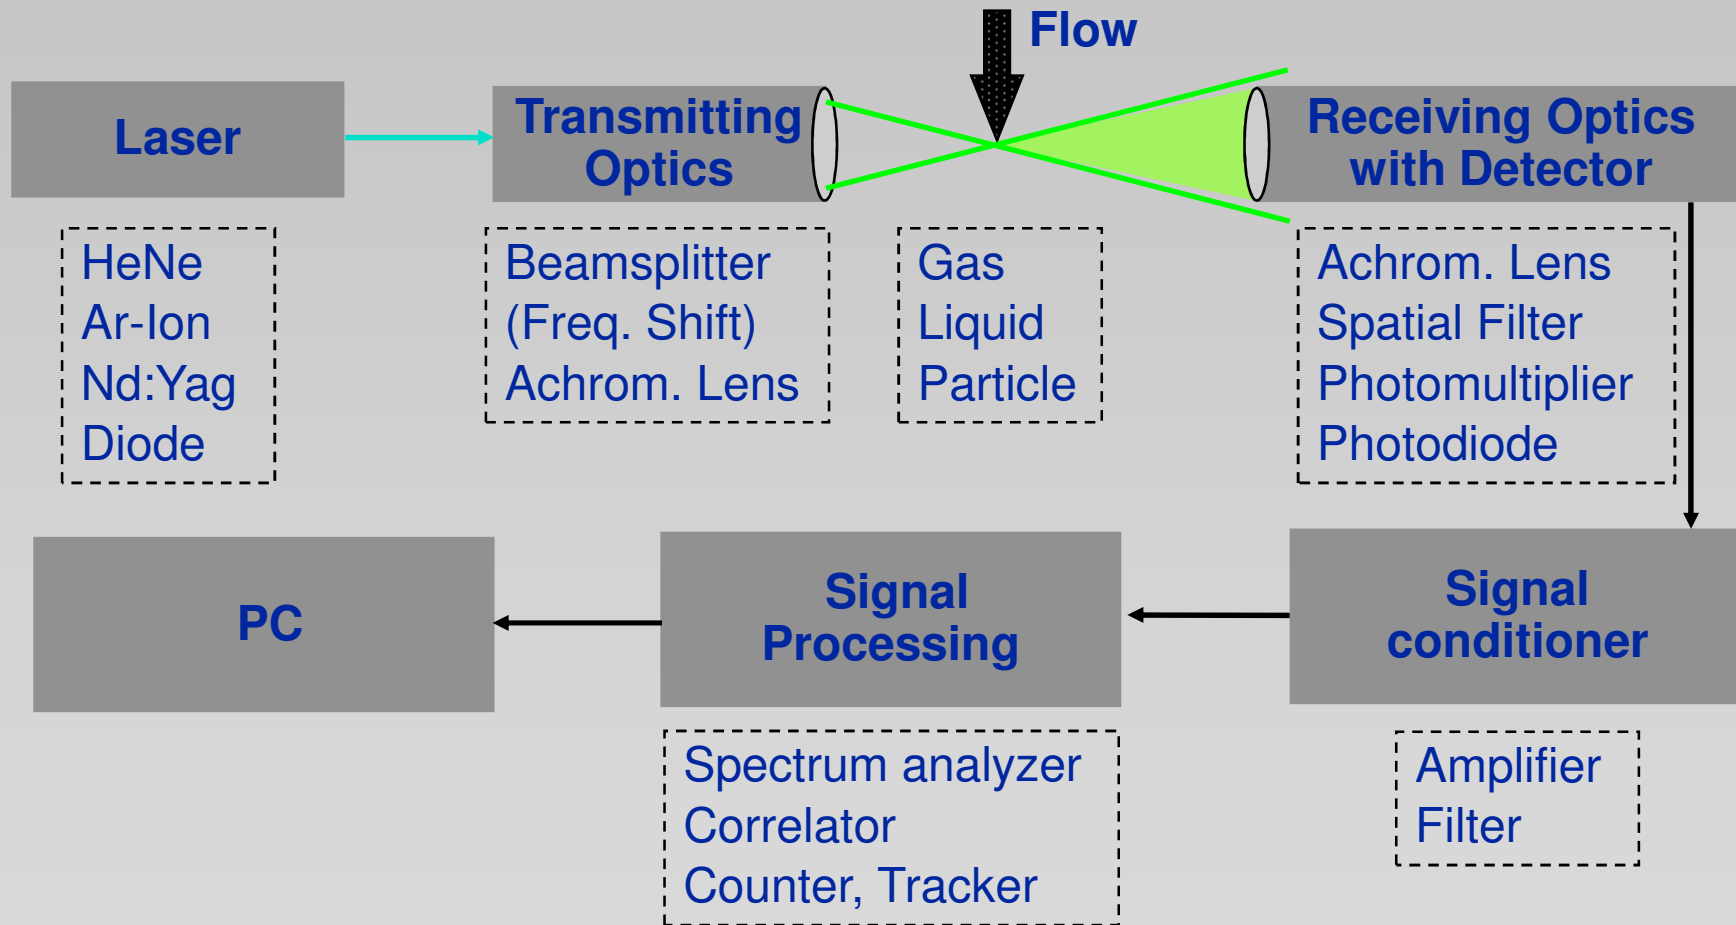 Flow
Laser
Transmitting
Optics
Receiving Optics
with Detector
HeNe
Ar-Ion
Nd:Yag
Diode
Beamsplitter
(Freq. Shift)
Achrom. Lens
Gas
Liquid
Particle
Achrom. Lens
Spatial Filter
Photomultiplier
Photodiode
PC
Signal
Processing
Signal
conditioner
Spectrum analyzer
Correlator
Counter, Tracker
Amplifier
Filter